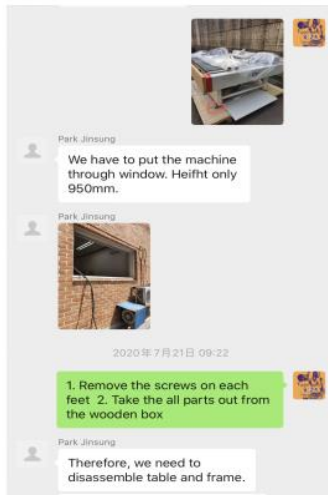 Park Jinsung
We have to put the machine
through window. Heifht only
950mm.
Park Jinsung
2020年7月21日 09:22
1. Remove the screws on each
feet 2. Take the all parts out from
the wooden box
Park Jinsung
Therefore, we need to
disassemble table and frame.